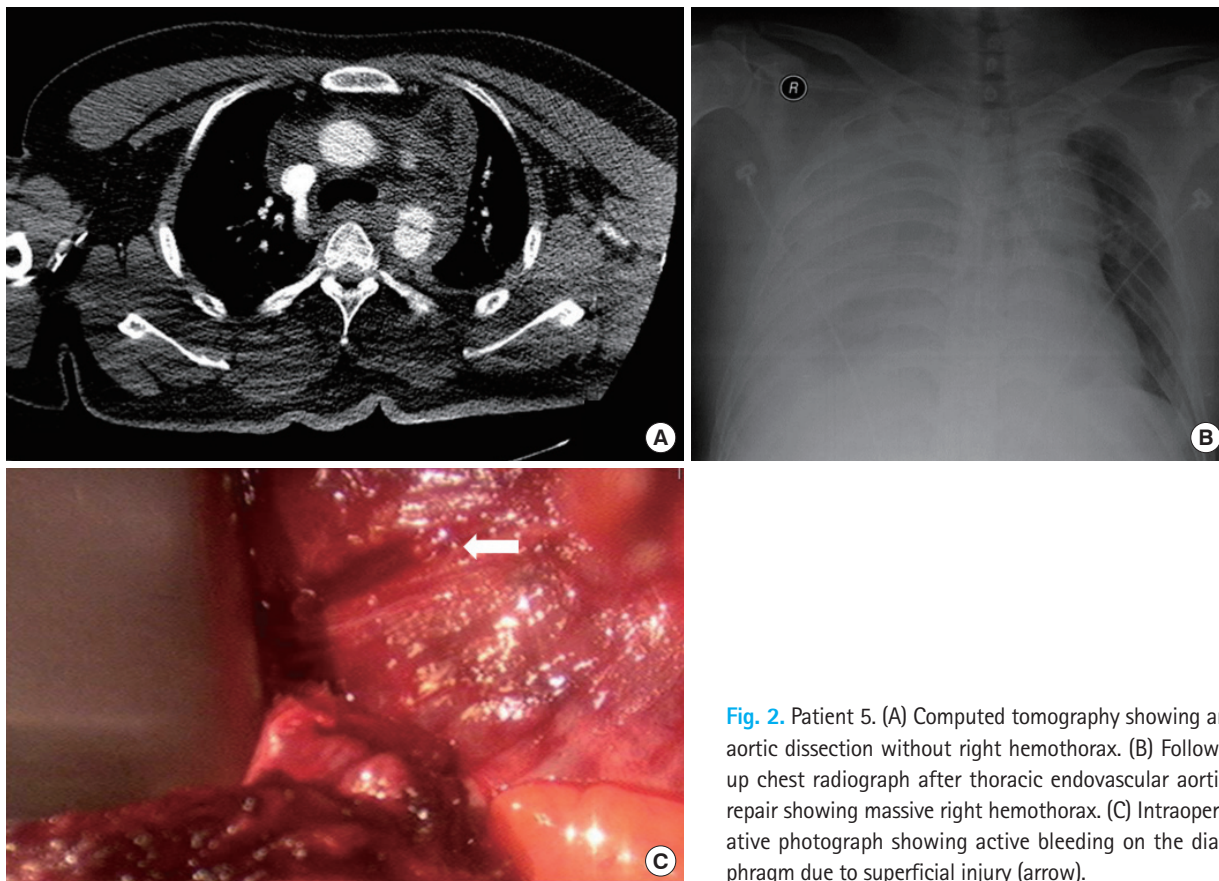 R
A
B
C
Fig. 2. Patient 5. (A) Computed tomography showing an
aortic dissection without right hemothorax. (B) Follow-
up chest radiograph after thoracic endovascular aortic
repair showing massive right hemothorax. (C) Intraoper-
ative photograph showing active bleeding on the dia-
phragm due to superficial injury (arrow).